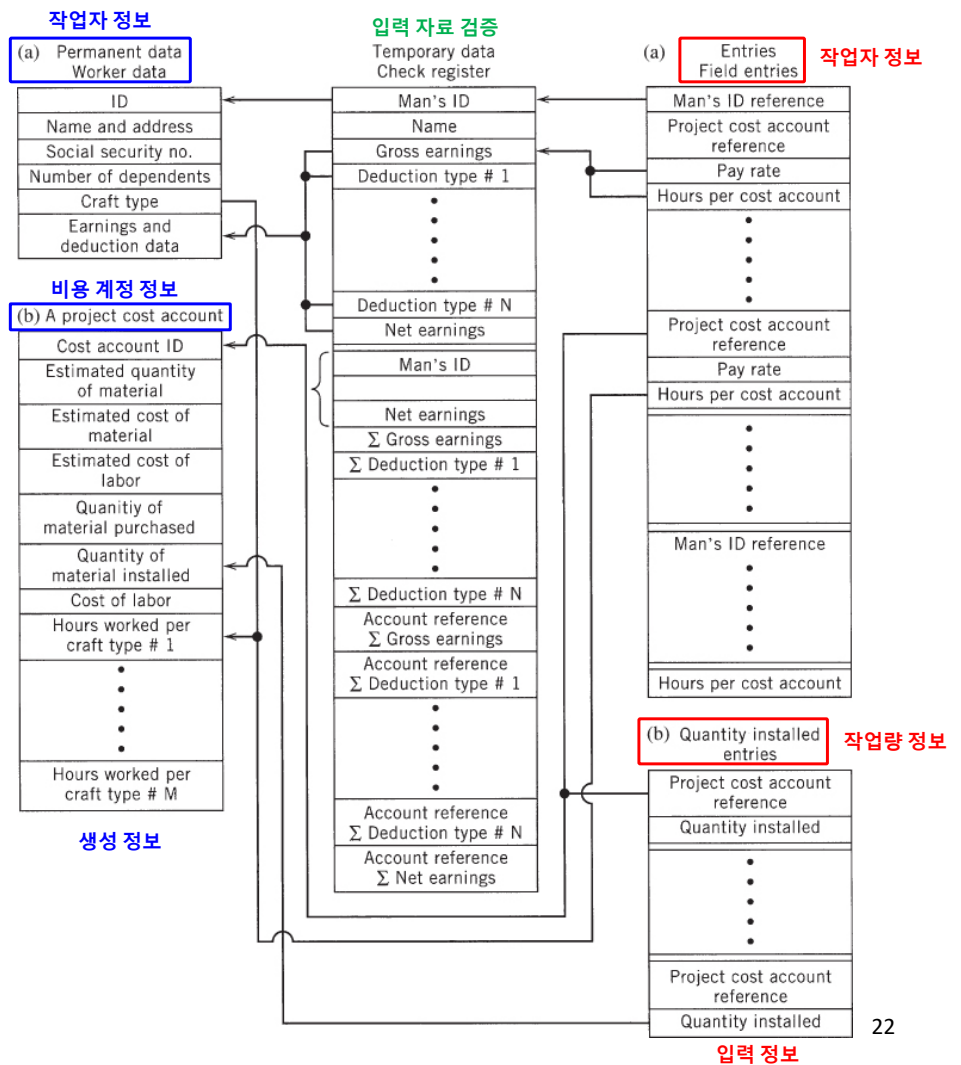 작업자 정보
(a) Permanent data
Worker data
ID
Name and address
Social security no.
Number of dependents
Craft type
Earnings and
deduction data
비용 계정 정보
(b) A project cost account
Cost account ID
Estimated quantity
of material
Estimated cost of
material
Estimated cost of
labor
Quanitiy of
material purchased
Quantity of
material installed
Cost of labor
Hours worked per
craft type # 1
Hours worked per
craft type # M
생성 정보
입력 자료 검증
Temporary data
Check register
Man's ID
Name
Gross earnings
Deduction type # 1
Deduction type # N
Net earnings
Man's ID
Net earnings
Σ Gross earnings
Σ Deduction type # 1
Σ Deduction type # N
Account reference
Σ Gross earnings
Account reference
Σ Deduction type # 1
Account reference
Σ Deduction type # N
Account reference
Σ Net earnings
(a) Entries
Field entries
작업자 정보
Man's ID reference
Project cost account
reference
Pay rate
Hours per cost account
Project cost account
reference
Pay rate
Hours per cost account
Man's ID reference
Hours per cost account
(b) Quantity installed
entries
작업량 정보
Project cost account
reference
Quantity installed
Project cost account
reference
Quantity installed
22
입력 정보